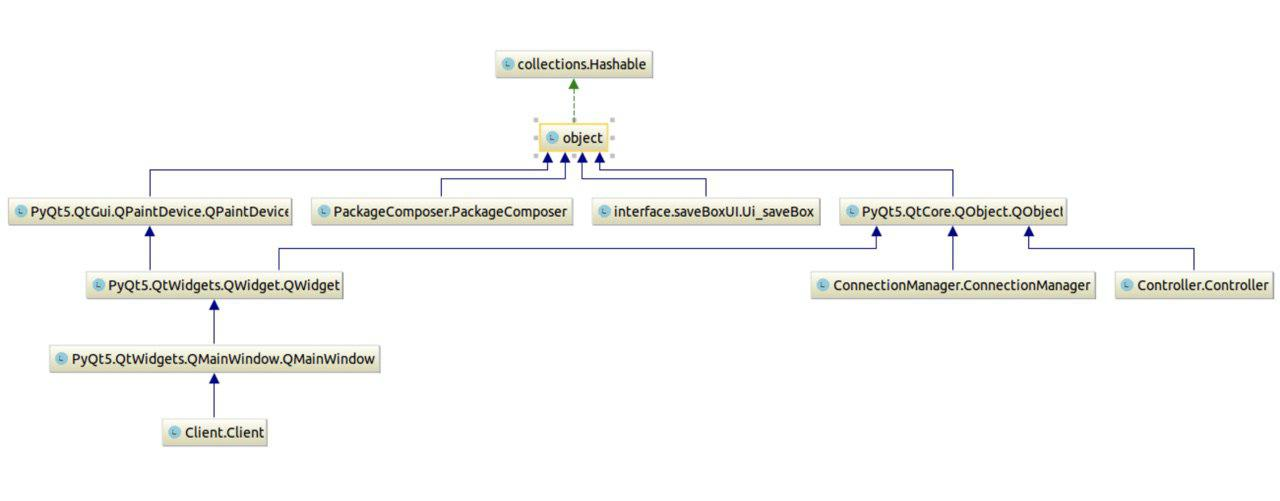 collections.Hashable
object
PyQt5.QtGui.QPaintDevice.QPaintDevice
PackageComposer.PackageComposer
interface.saveBoxUI.Ui_saveBox
PyQt5.QtCore.QObject.QObject
PyQt5.QtWidgets.QWidget.QWidget
ConnectionManager.ConnectionManager
Controller.Controller
PyQt5.QtWidgets.QMainWindow.QMainWindow
Client.Client